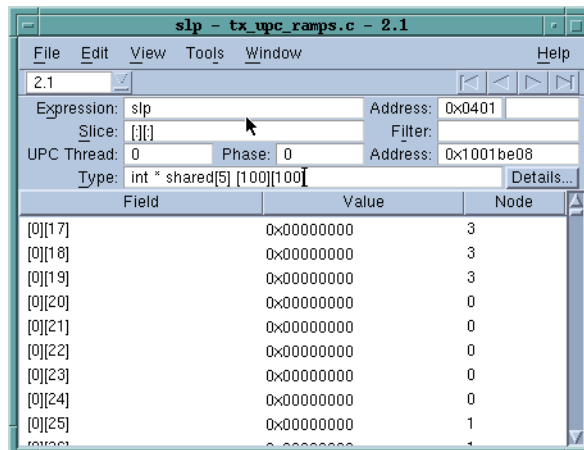 slp - tx_upc_ramps.c - 2.1
File Edit View Tools Window Help
2.1
Expression: slp Address: 0x0401
Slice: [:][:] Filter:
UPC Thread: 0 Phase: 0 Address: 0x1001be08
Type: int * shared[5] [100][100] Details...
Field Value Node
[0][17] 0x00000000 3
[0][18] 0x00000000 3
[0][19] 0x00000000 3
[0][20] 0x00000000 0
[0][21] 0x00000000 0
[0][22] 0x00000000 0
[0][23] 0x00000000 0
[0][24] 0x00000000 0
[0][25] 0x00000000 1